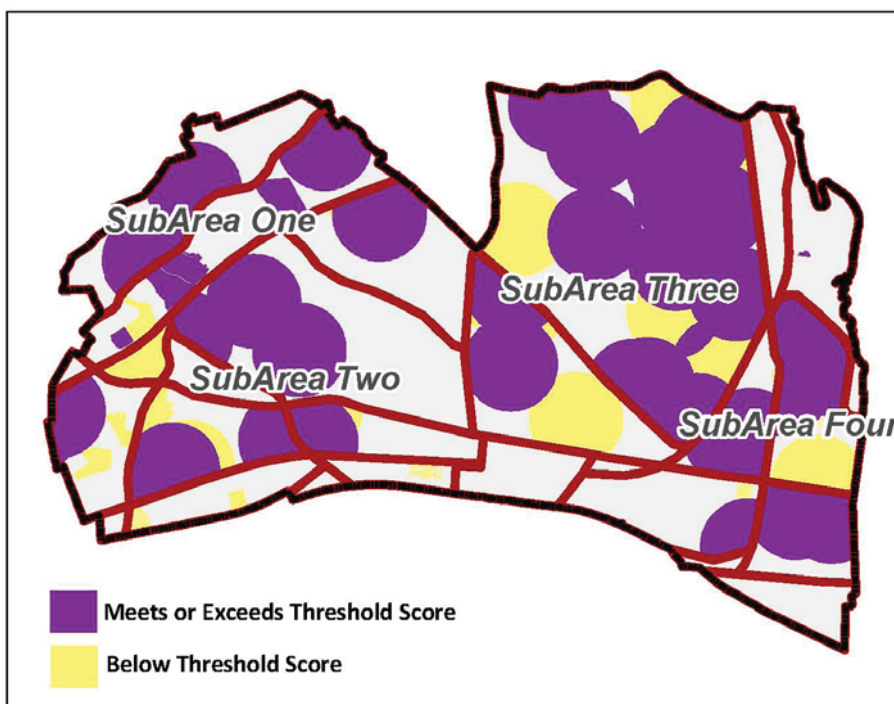 SubArea One
SubArea Three
SubArea Two
SubArea Four
Meets or Exceeds Threshold Score
Below Threshold Score